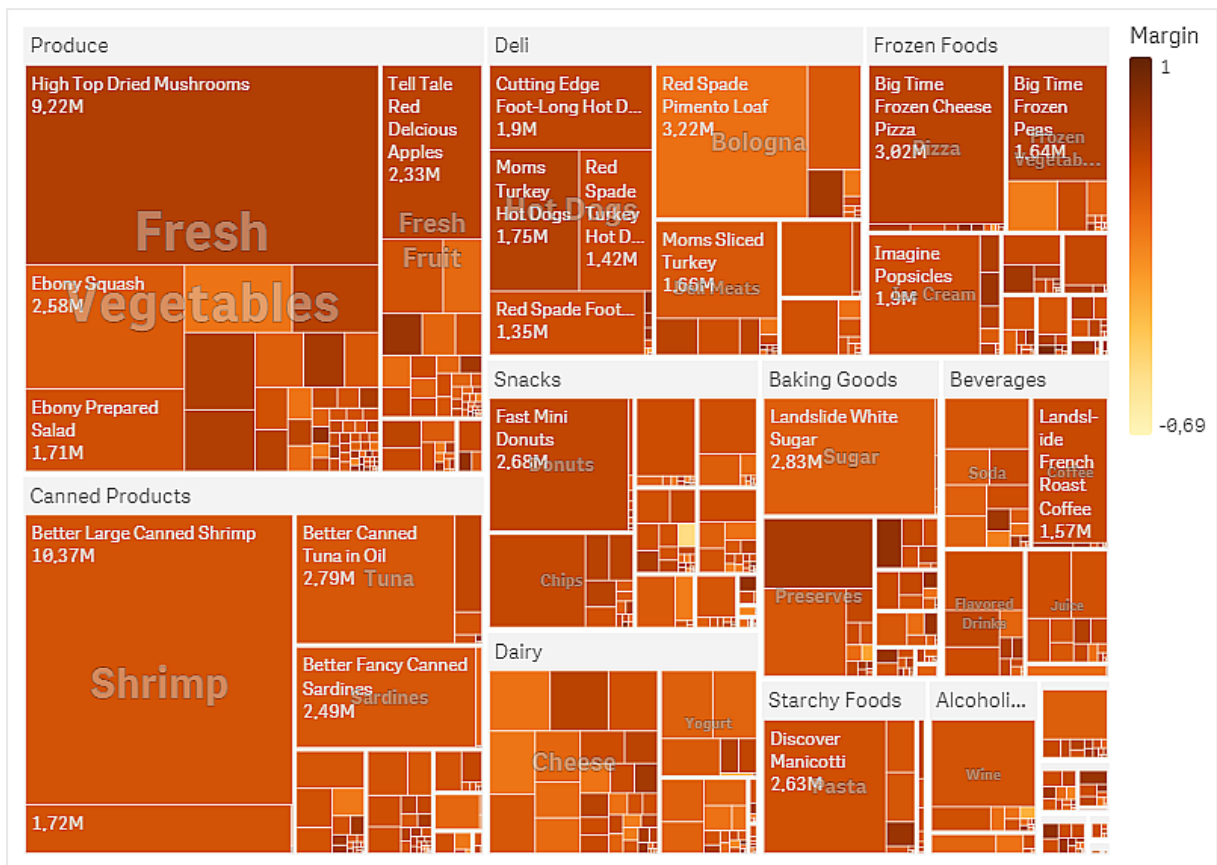 Produce
High Top Dried Mushrooms
9,22M
Tell Tale
Red
Delcious
Apples
2,33M
Fresh
Vegetables
Fresh
Fruit
Ebony Squash
2,58M
Ebony Prepared
Salad
1,71M
Canned Products
Better Large Canned Shrimp
10,37M
Shrimp
1,72M
Better Canned
Tuna in Oil
2,79M
Tuna
Better Fancy Canned
Sardines
2,49M
Sardines
Deli
Cutting Edge
Foot-Long Hot D...
1,9M
Moms
Turkey
Hot Dogs
1,75M
Red
Spade
Turkey
Hot D...
1,42M
Hot Dogs
Red Spade Foot...
1,35M
Red Spade
Pimento Loaf
3,22M
Bologna
Moms Sliced
Turkey
1,66M
Deli Meats
Frozen Foods
Big Time
Frozen Cheese
Pizza
3,02M
Pizza
Big Time
Frozen
Peas
1,64M
Frozen
Vegetab...
Imagine
Popsicles
1,9M
Ice Cream
Snacks
Fast Mini
Donuts
2,68M
Donuts
Chips
Dairy
Cheese
Yogurt
Baking Goods
Landslide White
Sugar
2,83M
Sugar
Preserves
Beverages
Soda
Landsl-
ide
French
Roast
Coffee
1,57M
Coffee
Flavored
Drinks
Juice
Starchy Foods
Discover
Manicotti
2,63M
Pasta
Alcoholi...
Wine
Margin
1
-0,69